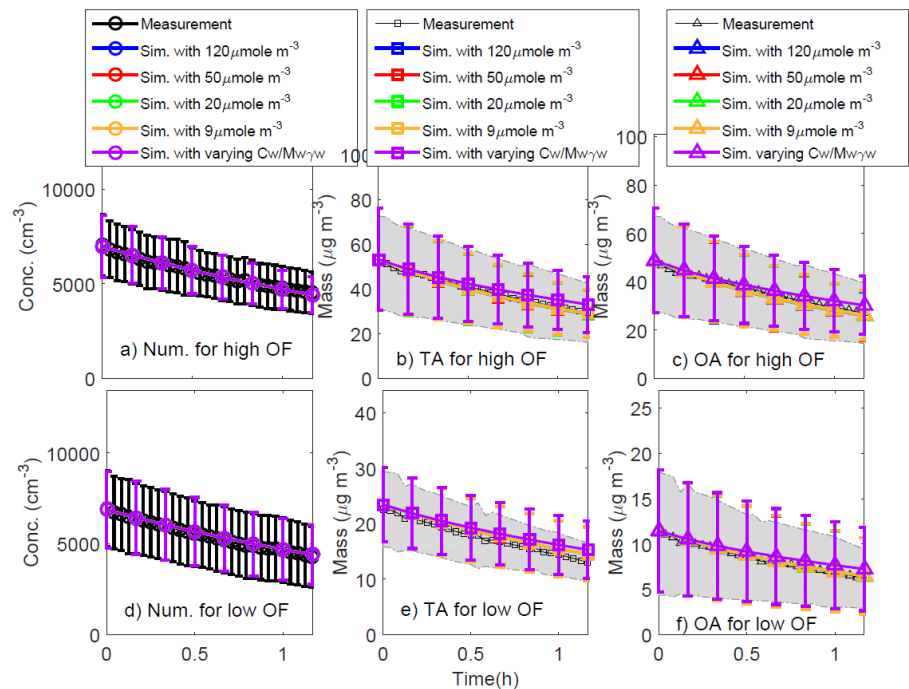 Measurement
Sim. with 120μmole m⁻³
Sim. with 50μmole m⁻³
Sim. with 20μmole m⁻³
Sim. with 9μmole m⁻³
Sim. with varying Cw/Mwγw
Measurement
Sim. with 120μmole m⁻³
Sim. with 50μmole m⁻³
Sim. with 20μmole m⁻³
Sim. with 9μmole m⁻³
Sim. with varying Cw/Mwγw
Measurement
Sim. with 120μmole m⁻³
Sim. with 50μmole m⁻³
Sim. with 20μmole m⁻³
Sim. with 9μmole m⁻³
Sim. with varying Cw/Mwγw
Conc. (cm⁻³)
10000
5000
0
a) Num. for high OF
Mass (μg m⁻³)
100
80
60
40
20
0
b) TA for high OF
Mass (μg m⁻³)
100
80
60
40
20
0
c) OA for high OF
Conc. (cm⁻³)
10000
5000
0
0
0.5
1
d) Num. for low OF
Mass (μg m⁻³)
40
30
20
10
0
0
0.5
1
e) TA for low OF
Mass (μg m⁻³)
25
20
15
10
5
0
0
0.5
1
f) OA for low OF
Time(h)